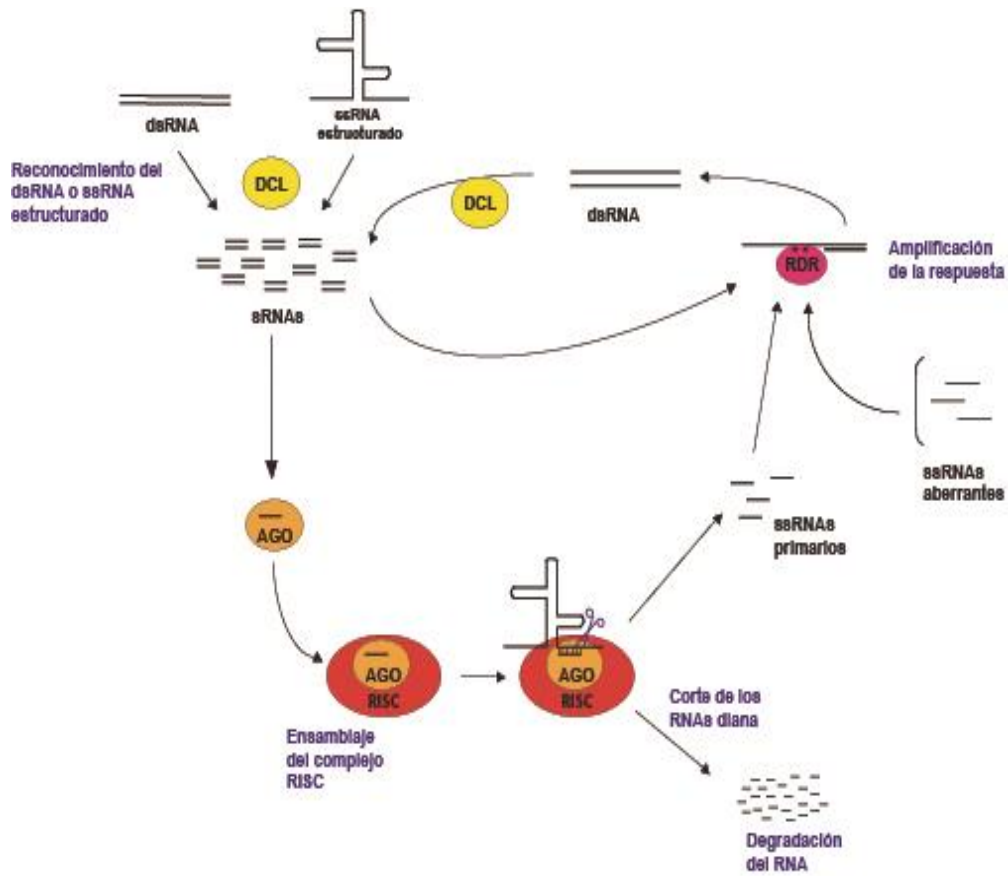 dsRNA
ssRNA
estructurado
Reconocimiento del
dsRNA o ssRNA
estructurado
DCL
DCL
dsRNA
RDR
Amplificación
de la respuesta
sRNAs
ssRNAs
aberrantes
AGO
ssRNAs
primarios
AGO
RISC
AGO
RISC
Corte de los
RNAs diana
Ensamblaje
del complejo
RISC
Degradación
del RNA